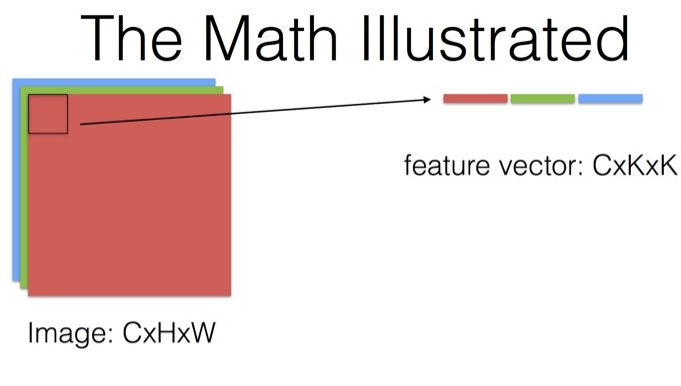 The Math Illustrated
feature vector: CxKxK
Image: CxHxW